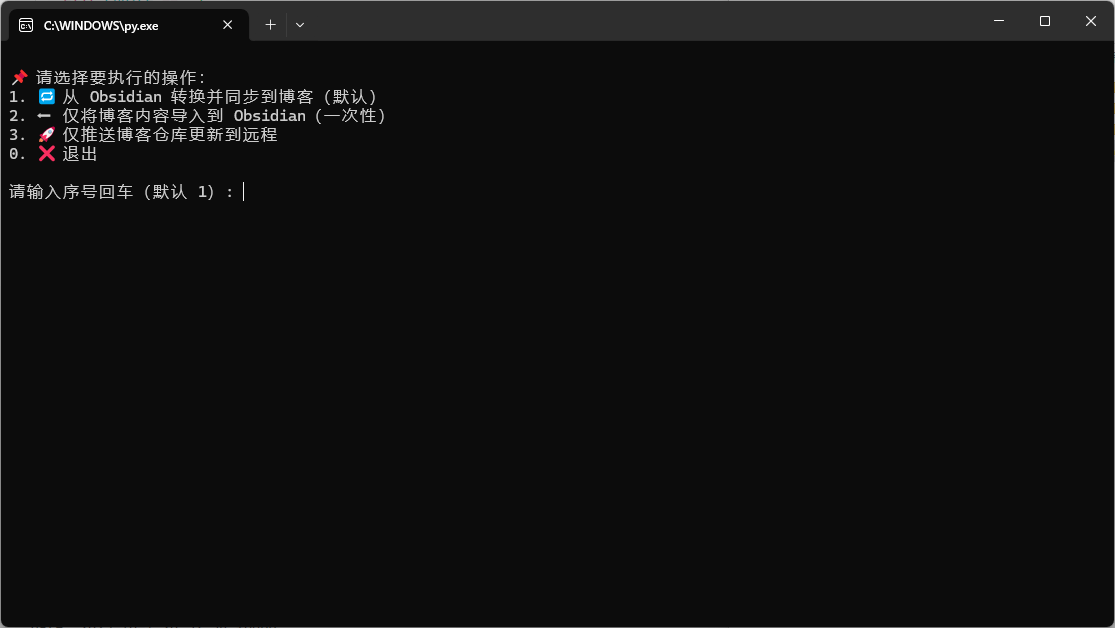 C:\WINDOWS\py.exe
📌 请选择要执行的操作:
1. 🔁 从 Obsidian 转换并同步到博客（默认）
2. ⬅ 仅将博客内容导入到 Obsidian（一次性）
3. 🚀 仅推送博客仓库更新到远程
0. ❌ 退出
请输入序号回车（默认 1）: